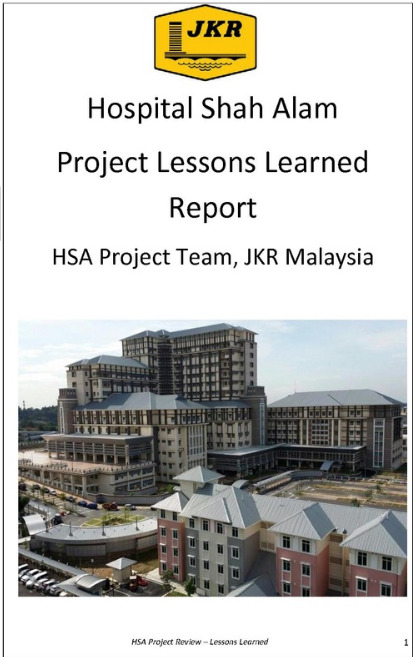 JKR
Hospital Shah Alam
Project Lessons Learned
Report
HSA Project Team, JKR Malaysia
HSA Project Review – Lessons Learned
1